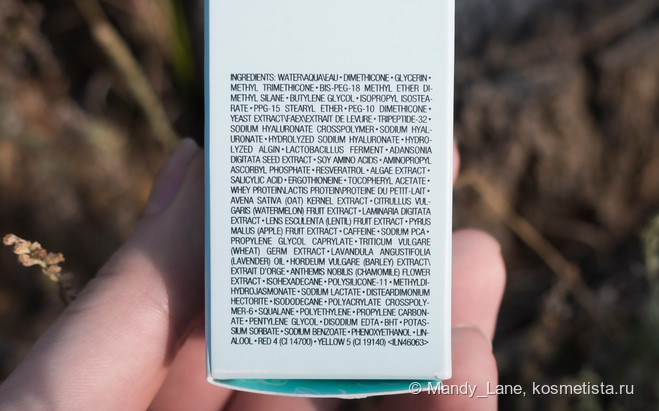 INGREDIENTS: WATER\AQUA\EAU • DIMETHICONE • GLYCERIN •
METHYL TRIMETHICONE • BIS-PEG-18 METHYL ETHER DI-
METHYL SILANE • BUTYLENE GLYCOL • ISOPROPYL ISOSTEA-
RATE • PPG-15 STEARYL ETHER • PEG-10 DIMETHICONE •
YEAST EXTRACT\FAEX\EXTRAIT DE LEVURE • TRIPEPTIDE-32 •
SODIUM HYALURONATE CROSSPOLYMER • SODIUM HYAL-
URONATE • HYDROLYZED SODIUM HYALURONATE • HYDRO-
LYZED ALGIN • LACTOBACILLUS FERMENT • ADANSONIA
DIGITATA SEED EXTRACT • SOY AMINO ACIDS • AMINOPROPYL
ASCORBYL PHOSPHATE • RESVERATROL • ALGAE EXTRACT •
SALICYLIC ACID • ERGOTHIONEINE • TOCOPHERYL ACETATE •
WHEY PROTEIN\LACTIS PROTEIN\PROTÉINE DU PETIT-LAIT •
AVENA SATIVA (OAT) KERNEL EXTRACT • CITRULLUS VUL-
GARIS (WATERMELON) FRUIT EXTRACT • LAMINARIA DIGITATA
EXTRACT • LENS ESCULENTA (LENTIL) FRUIT EXTRACT • PYRUS
MALUS (APPLE) FRUIT EXTRACT • CAFFEINE • SODIUM PCA •
PROPYLENE GLYCOL CAPRYLATE • TRITICUM VULGARE
(WHEAT) GERM EXTRACT • LAVANDULA ANGUSTIFOLIA
(LAVENDER) OIL • HORDEUM VULGARE (BARLEY) EXTRACT\
EXTRAIT D'ORGE • ANTHEMIS NOBILIS (CHAMOMILE) FLOWER
EXTRACT • ISOHEXADECANE • POLYSILICONE-11 • METHYLDI-
HYDROJASMONATE • SODIUM LACTATE • DISTEARDIMONIUM
HECTORITE • ISODODECANE • POLYACRYLATE CROSSPOLY-
MER-6 • SQUALANE • POLYETHYLENE • PROPYLENE CARBON-
ATE • PENTYLENE GLYCOL • DISODIUM EDTA • BHT • POTAS-
SIUM SORBATE • SODIUM BENZOATE • PHENOXYETHANOL • LIN-
ALOOL • RED 4 (CI 14700) • YELLOW 5 (CI 19140) <ILN46063>
© Mandy_Lane, kosmetista.ru